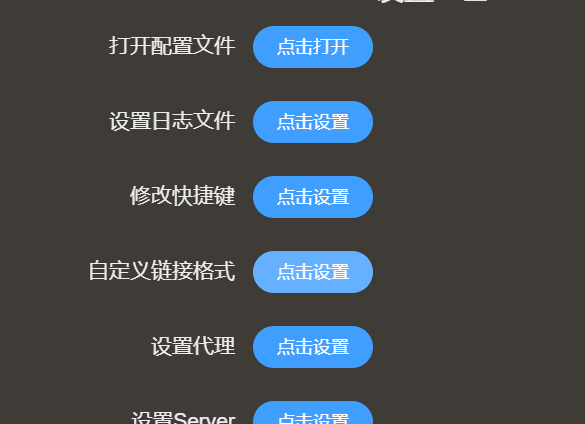 打开配置文件 点击打开
设置日志文件 点击设置
修改快捷键 点击设置
自定义链接格式 点击设置
设置代理 点击设置
设置Server 点击设置